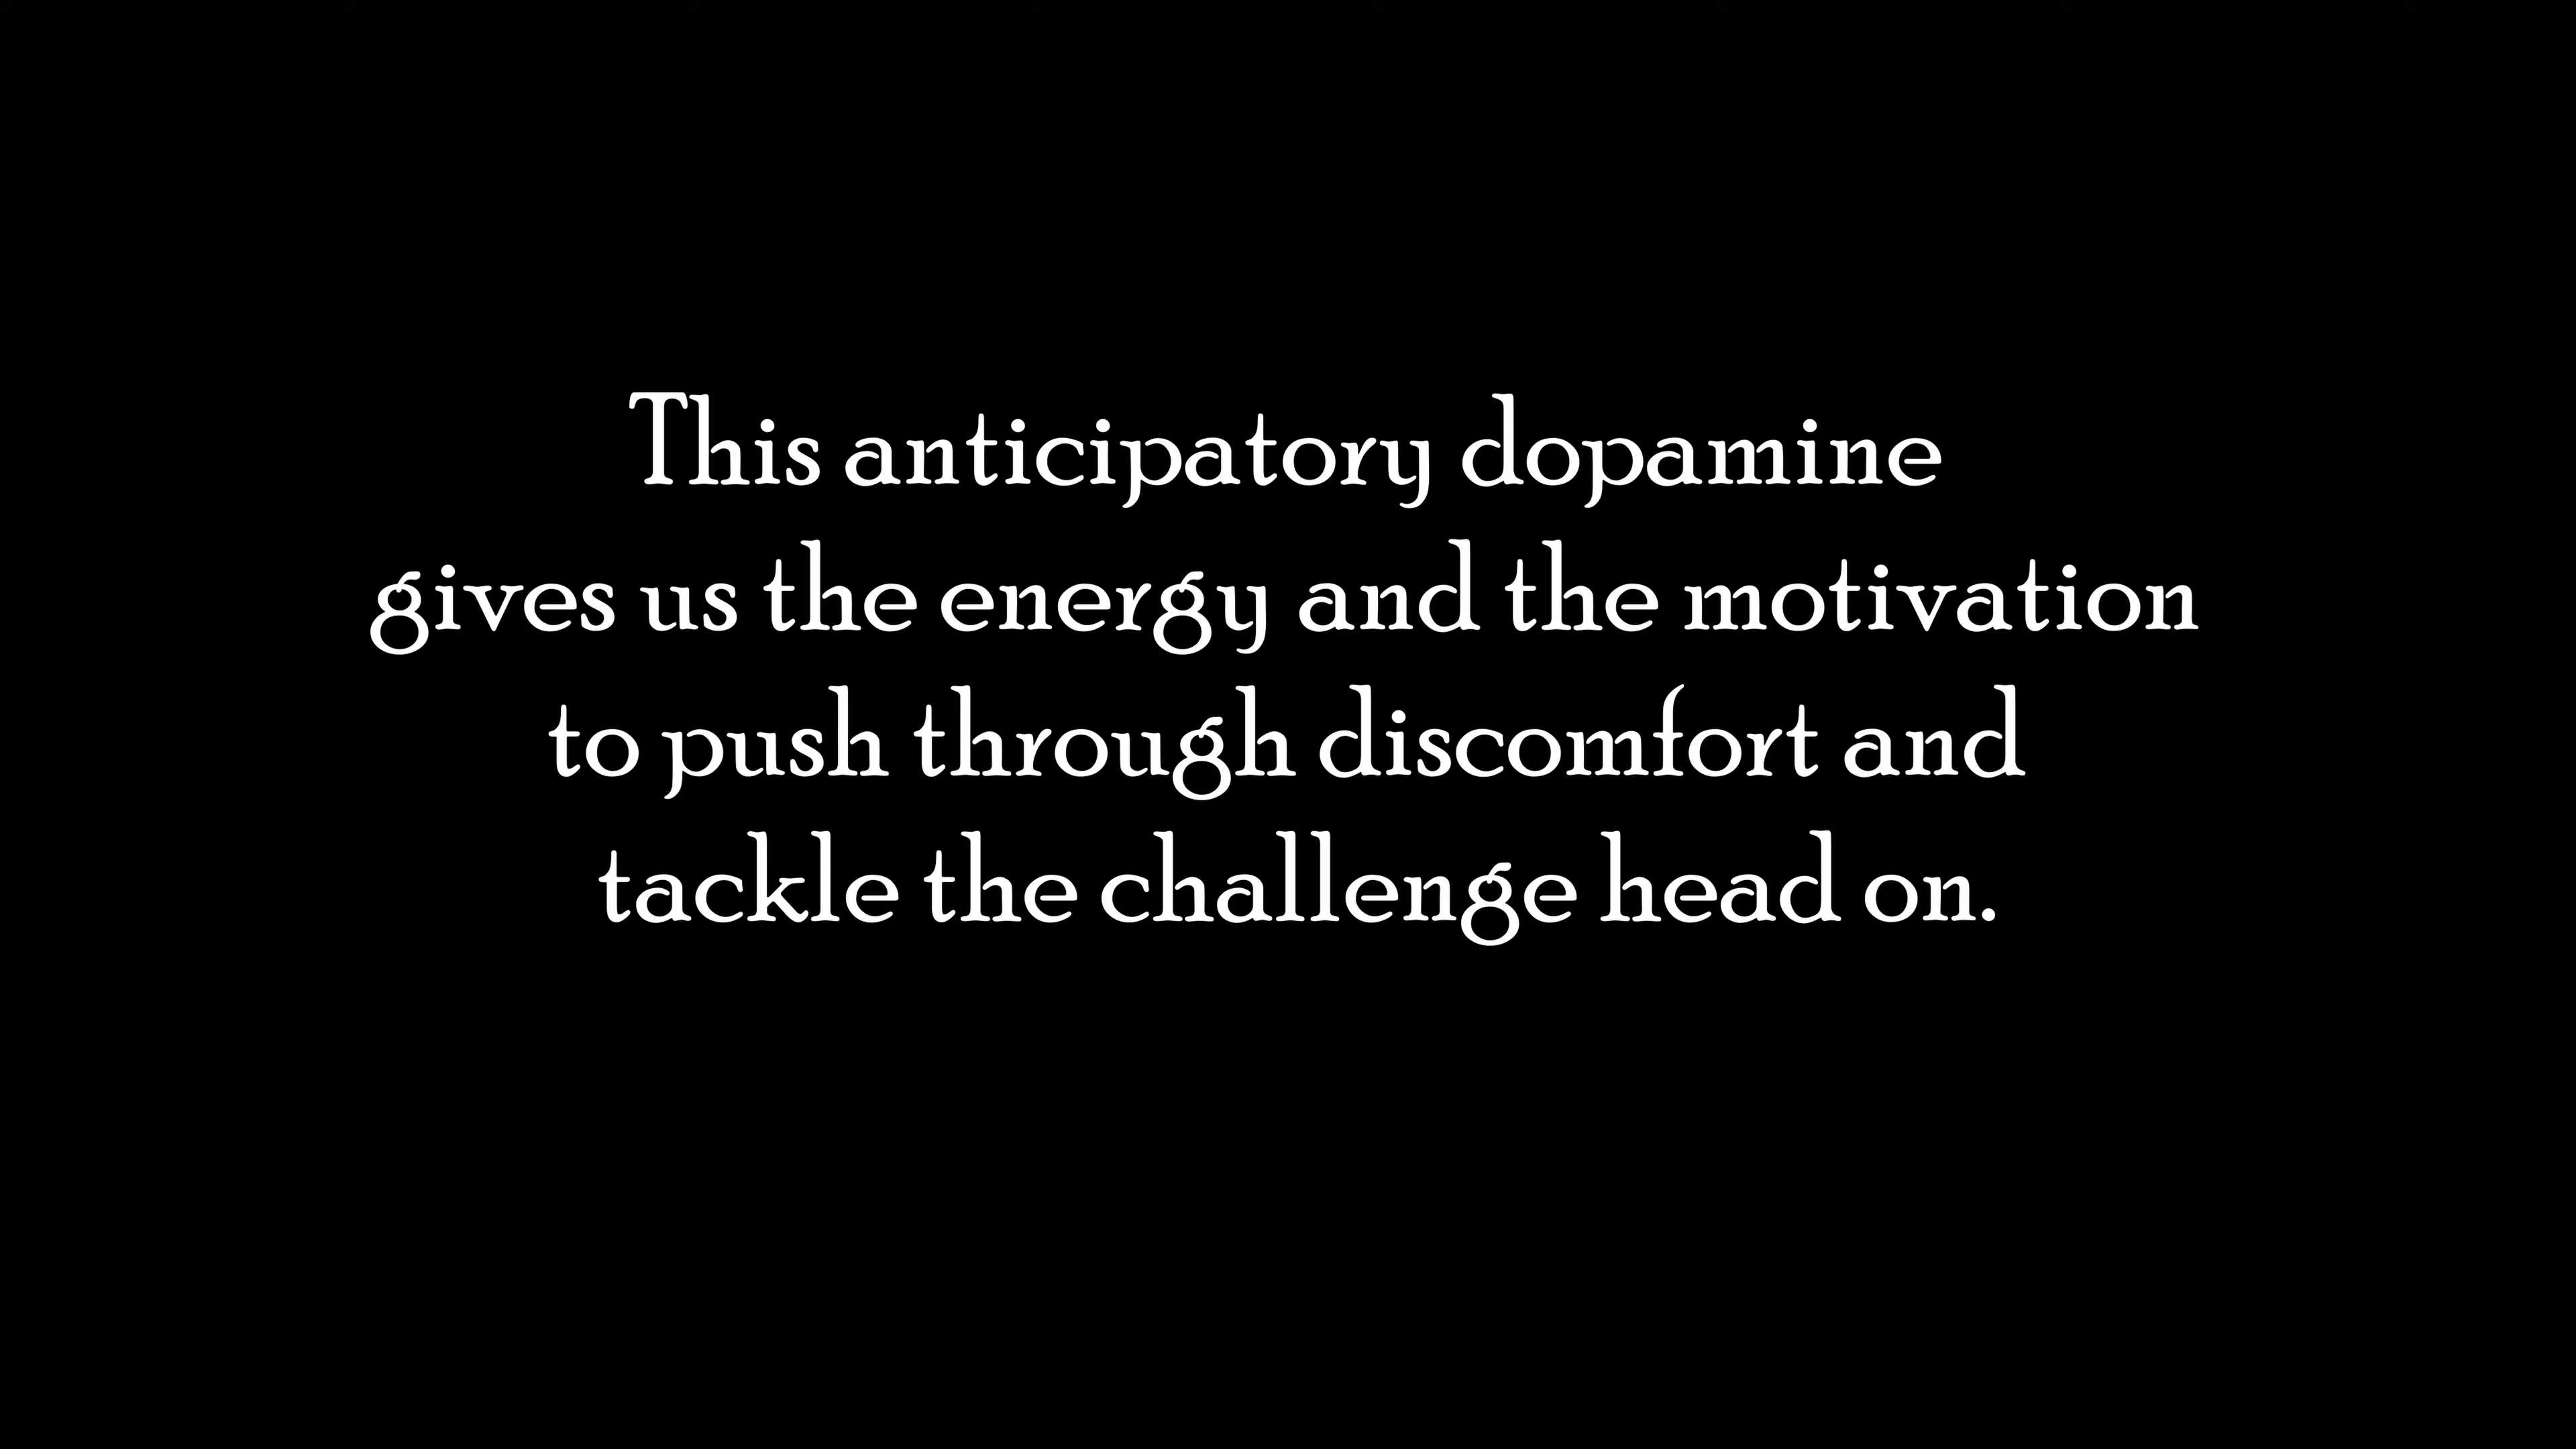 This anticipatory dopamine
gives us the energy and the motivation
to push through discomfort and
tackle the challenge head on.